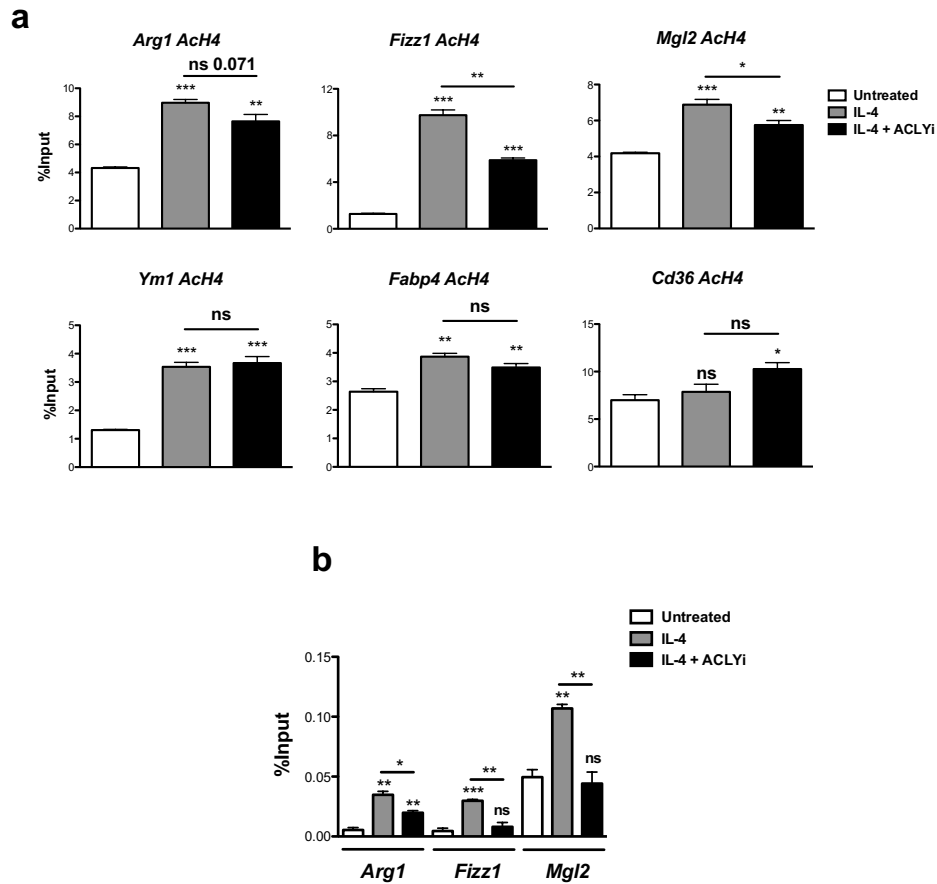 a
Arg1 AcH4
Fizz1 AcH4
Mgl2 AcH4
ns 0.071
**
*
***
**
***
***
***
**
Untreated
IL-4
IL-4 + ACLYi
%Input
10
8
6
4
2
0
12
9
6
3
0
8
6
4
2
0
Ym1 AcH4
Fabp4 AcH4
Cd36 AcH4
ns
ns
ns
***
***
**
**
ns
*
%Input
5
4
3
2
1
0
5
4
3
2
1
0
15
10
5
0
b
Untreated
IL-4
IL-4 + ACLYi
%Input
0.15
0.10
0.05
0.00
*
**
**
**
***
ns
**
**
ns
Arg1
Fizz1
Mgl2